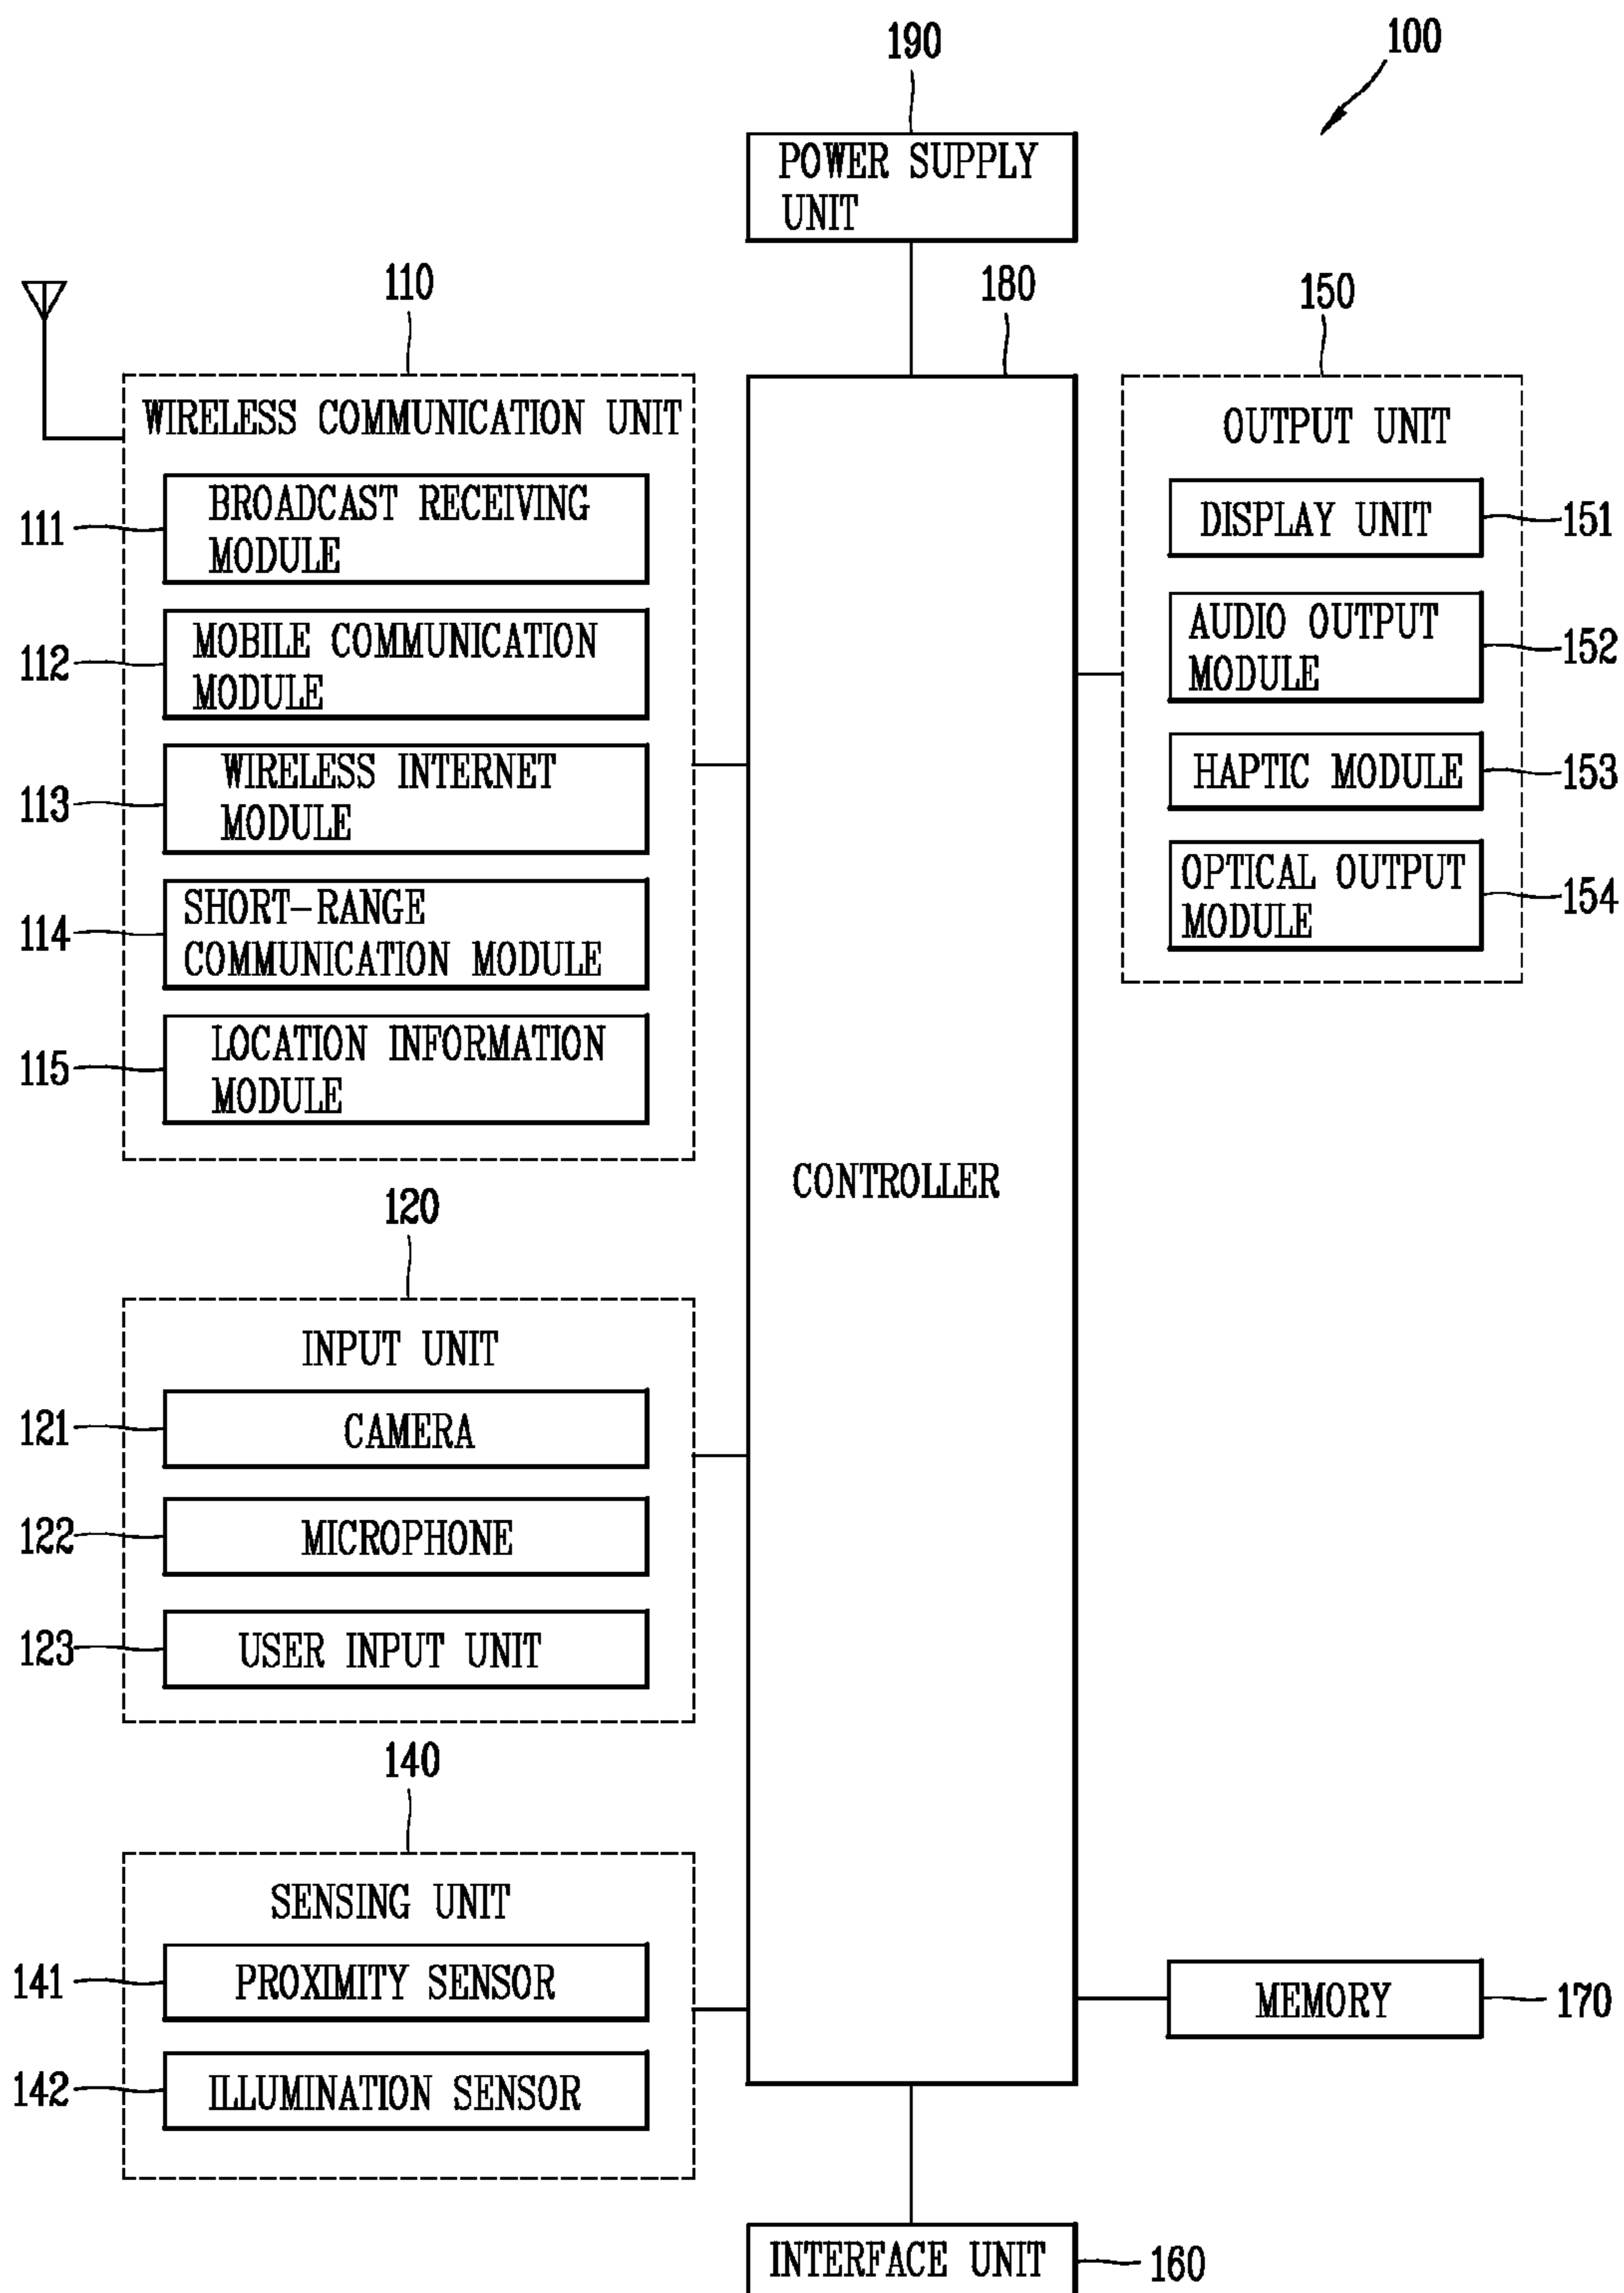 190
100
POWER SUPPLY
UNIT
110
180
150
WIRELESS COMMUNICATION UNIT
111
BROADCAST RECEIVING
MODULE
112
MOBILE COMMUNICATION
MODULE
113
WIRELESS INTERNET
MODULE
114
SHORT-RANGE
COMMUNICATION MODULE
115
LOCATION INFORMATION
MODULE
OUTPUT UNIT
DISPLAY UNIT
151
AUDIO OUTPUT
MODULE
152
HAPTIC MODULE
153
OPTICAL OUTPUT
MODULE
154
CONTROLLER
120
INPUT UNIT
121
CAMERA
122
MICROPHONE
123
USER INPUT UNIT
140
SENSING UNIT
141
PROXIMITY SENSOR
142
ILLUMINATION SENSOR
MEMORY
170
INTERFACE UNIT
160